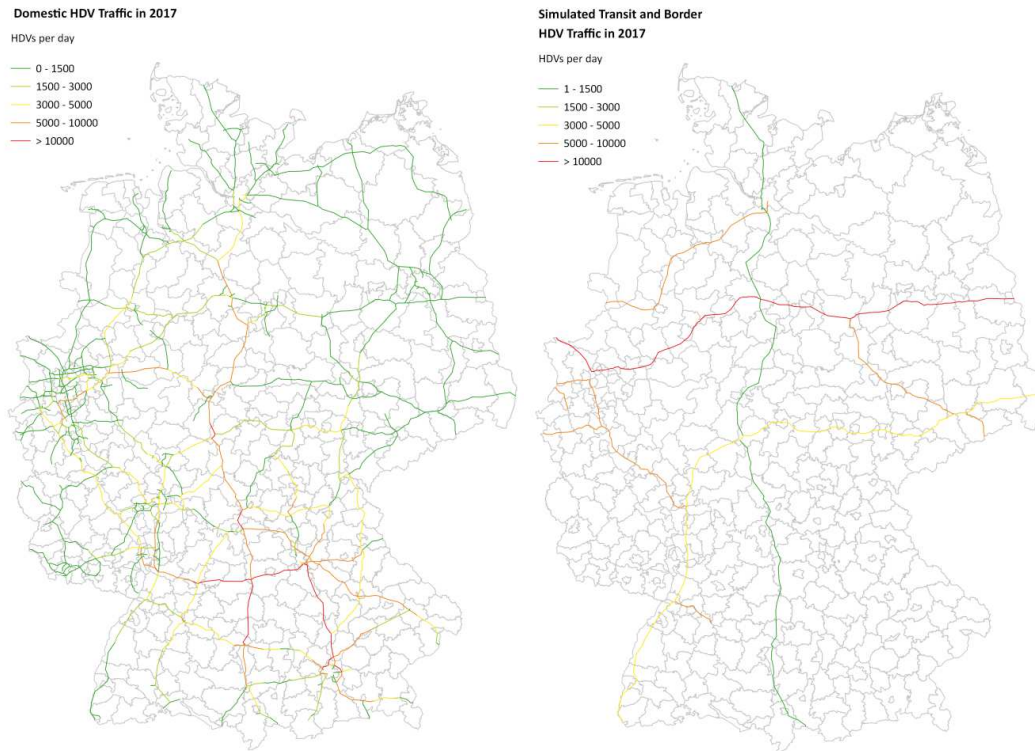 Domestic HDV Traffic in 2017
HDVs per day
0 - 1500
1500 - 3000
3000 - 5000
5000 - 10000
> 10000
Simulated Transit and Border
HDV Traffic in 2017
HDVs per day
1 - 1500
1500 - 3000
3000 - 5000
5000 - 10000
> 10000